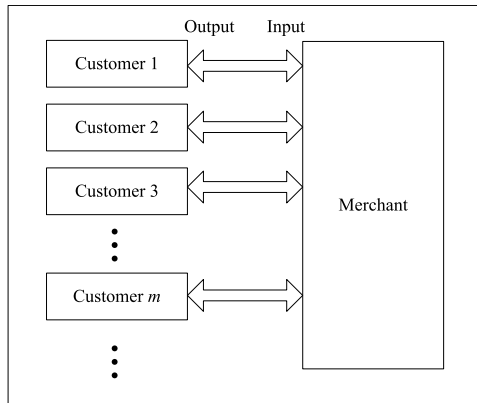 Output Input
Customer 1
Customer 2
Customer 3
Merchant
Customer m